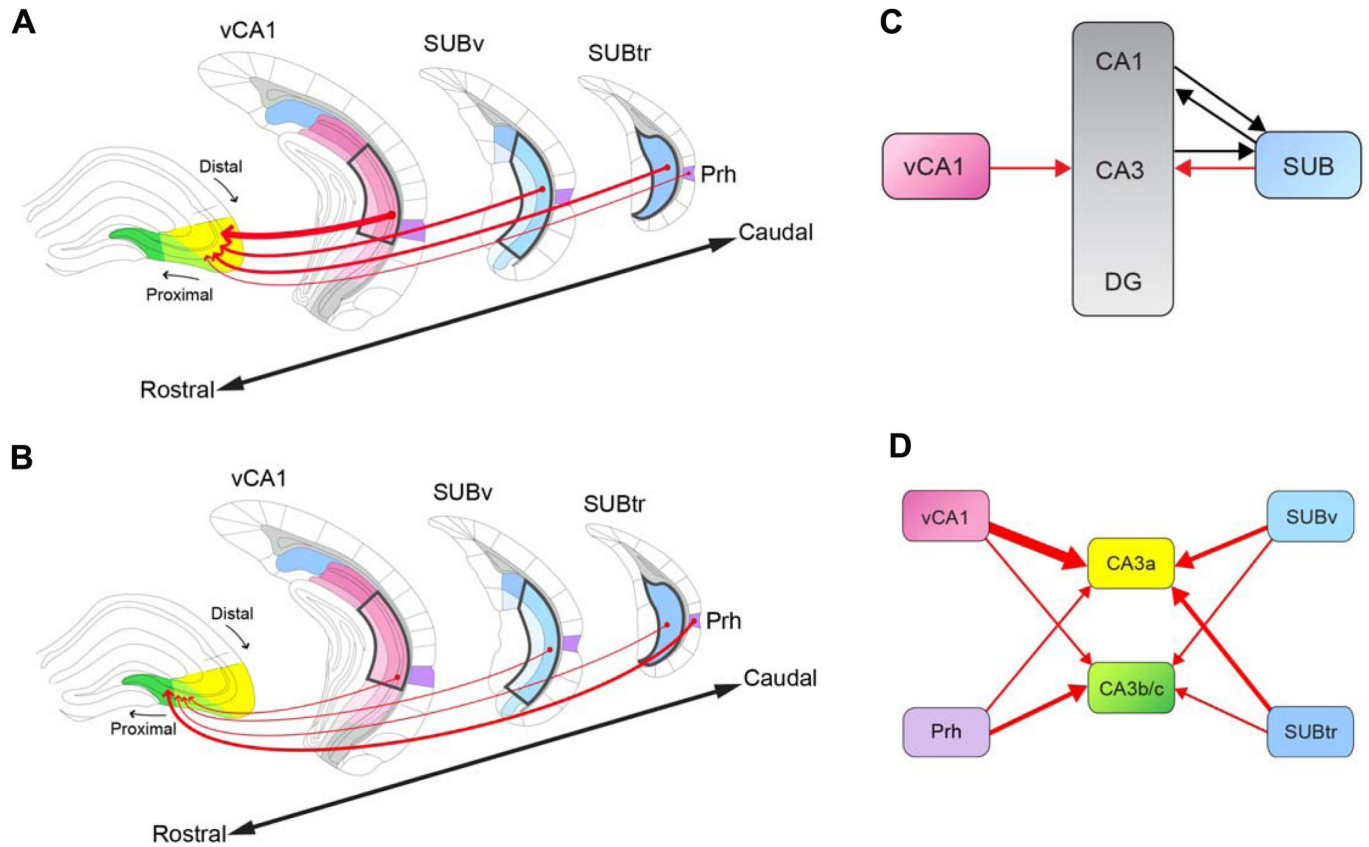 A
vCA1
SUBv
SUBtr
Distal
Prh
Proximal
Caudal
Rostral
B
vCA1
SUBv
SUBtr
Distal
Prh
Proximal
Caudal
Rostral
C
CA1
vCA1
CA3
SUB
DG
D
vCA1
SUBv
CA3a
CA3b/c
Prh
SUBtr